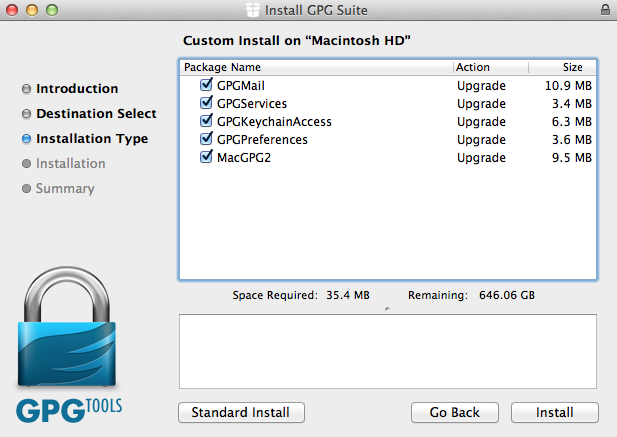 Install GPG Suite
Custom Install on “Macintosh HD”
Introduction
Destination Select
Installation Type
Installation
Summary
Package Name Action Size
GPGMail Upgrade 10.9 MB
GPGServices Upgrade 3.4 MB
GPGKeychainAccess Upgrade 6.3 MB
GPGPreferences Upgrade 3.6 MB
MacGPG2 Upgrade 9.5 MB
Space Required: 35.4 MB Remaining: 646.06 GB
GPGTOOLS
Standard Install Go Back Install